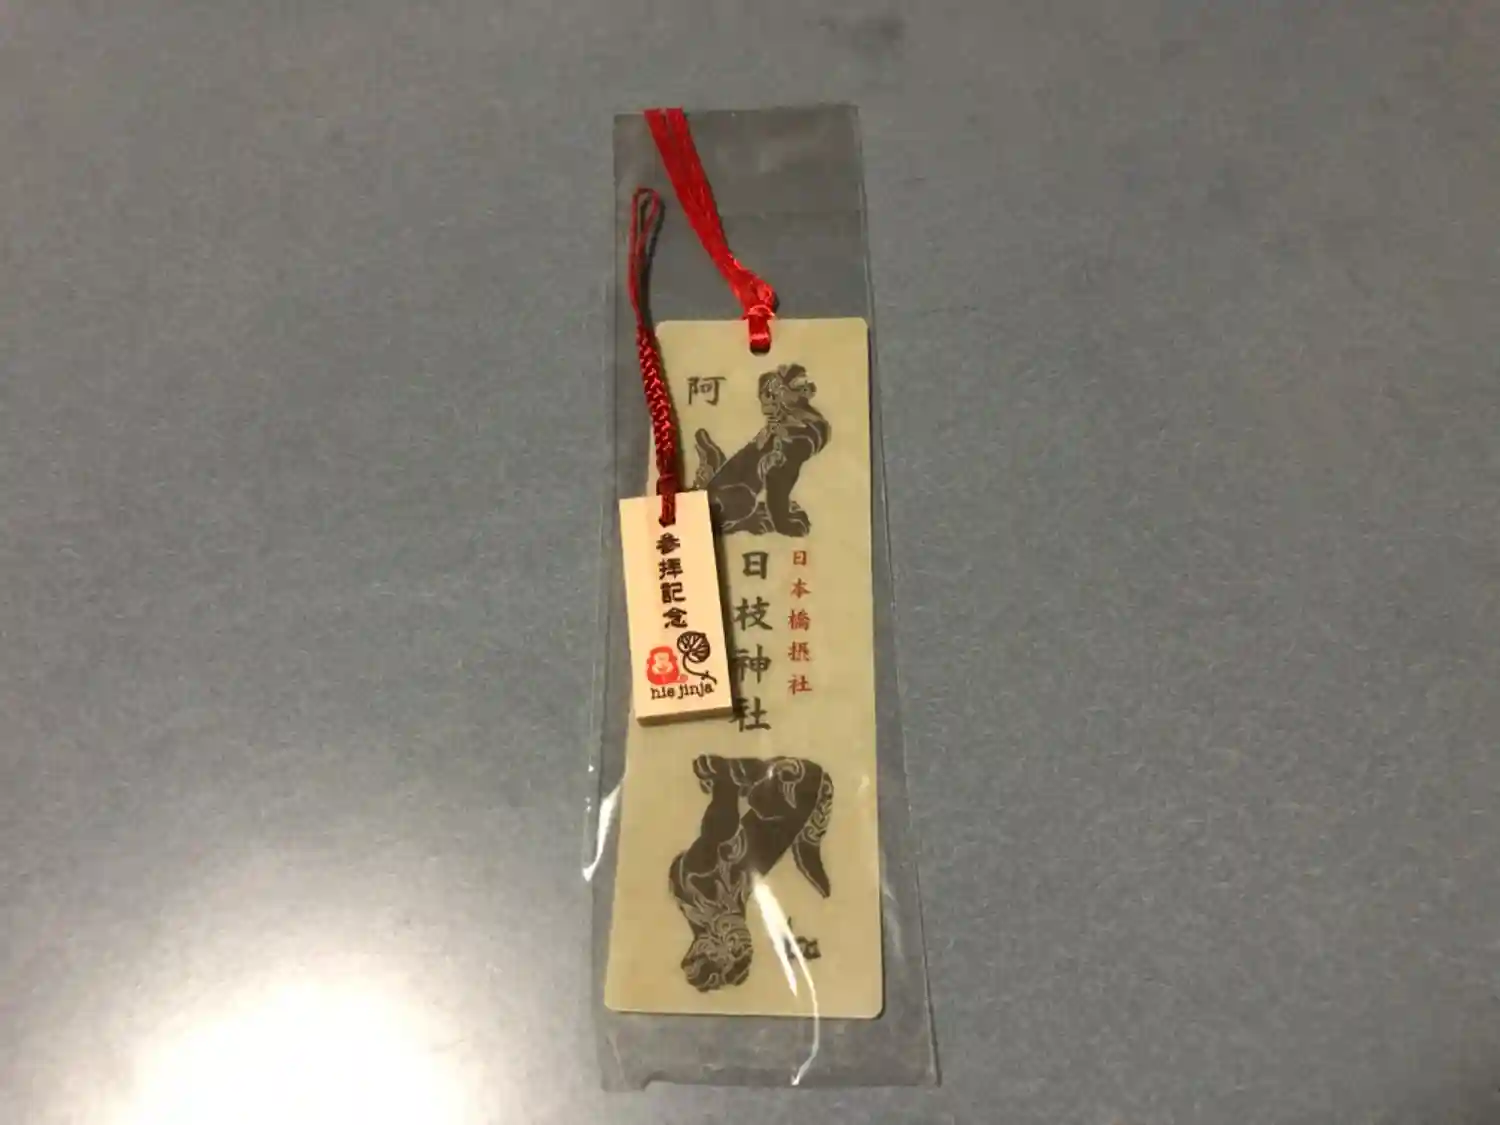 阿
日本橋摂社
日枝神社
参拝記念
hie jinja